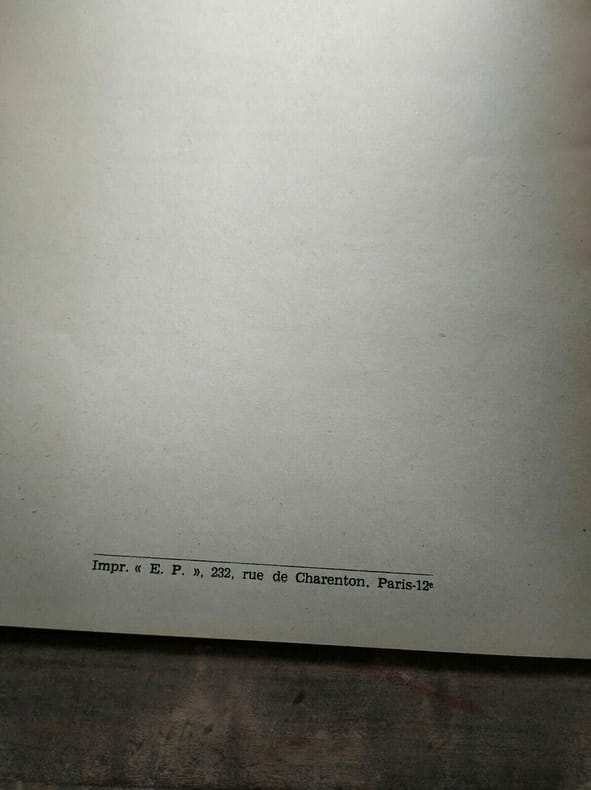 Impr. « E. P. », 232, rue de Charenton, Paris-12ᵉ